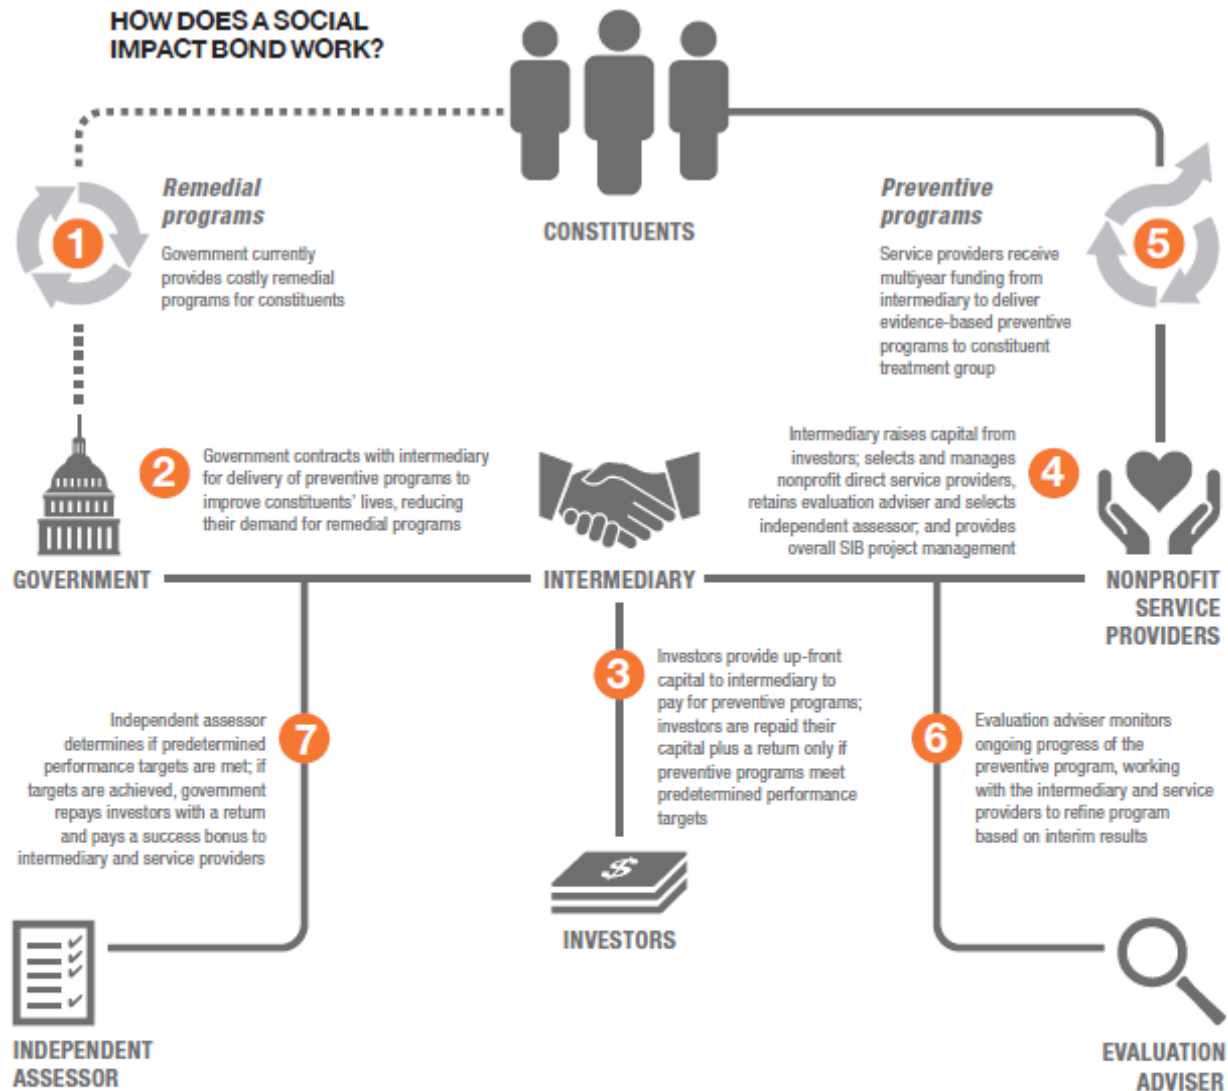 HOW DOES A SOCIAL
IMPACT BOND WORK?
CONSTITUENTS
1
Remedial
programs
Government currently
provides costly remedial
programs for constituents
Preventive
programs
Service providers receive
multiyear funding from
intermediary to deliver
evidence-based preventive
programs to constituent
treatment group
5
GOVERNMENT
2
Government contracts with intermediary
for delivery of preventive programs to
improve constituents' lives, reducing
their demand for remedial programs
INTERMEDIARY
Intermediary raises capital from
investors; selects and manages
nonprofit direct service providers,
retains evaluation adviser and selects
independent assessor; and provides
overall SIB project management
4
NONPROFIT
SERVICE
PROVIDERS
Independent assessor
determines if predetermined
performance targets are met; if
targets are achieved, government
repays investors with a return
and pays a success bonus to
intermediary and service providers
7
3
Investors provide up-front
capital to intermediary to
pay for preventive programs;
investors are repaid their
capital plus a return only if
preventive programs meet
predetermined performance
targets
6
Evaluation adviser monitors
ongoing progress of the
preventive program, working
with the intermediary and service
providers to refine program
based on interim results
$
INVESTORS
INDEPENDENT
ASSESSOR
EVALUATION
ADVISER